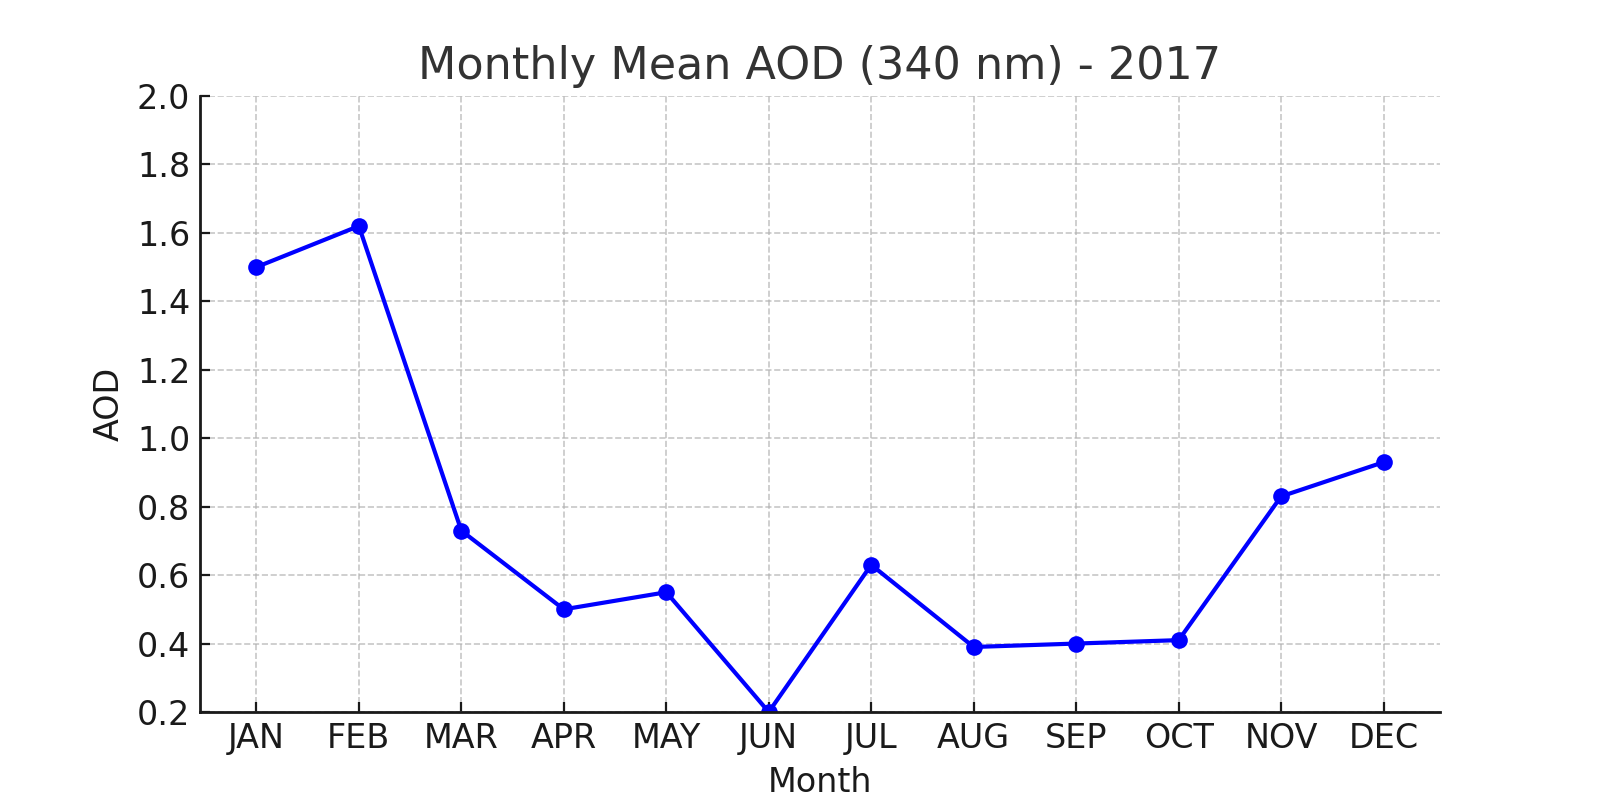 Monthly Mean AOD (340 nm) - 2017
2.0
1.8
1.6
1.4
1.2
1.0
0.8
0.6
0.4
0.2
AOD
JAN FEB MAR APR MAY JUN JUL AUG SEP OCT NOV DEC
Month